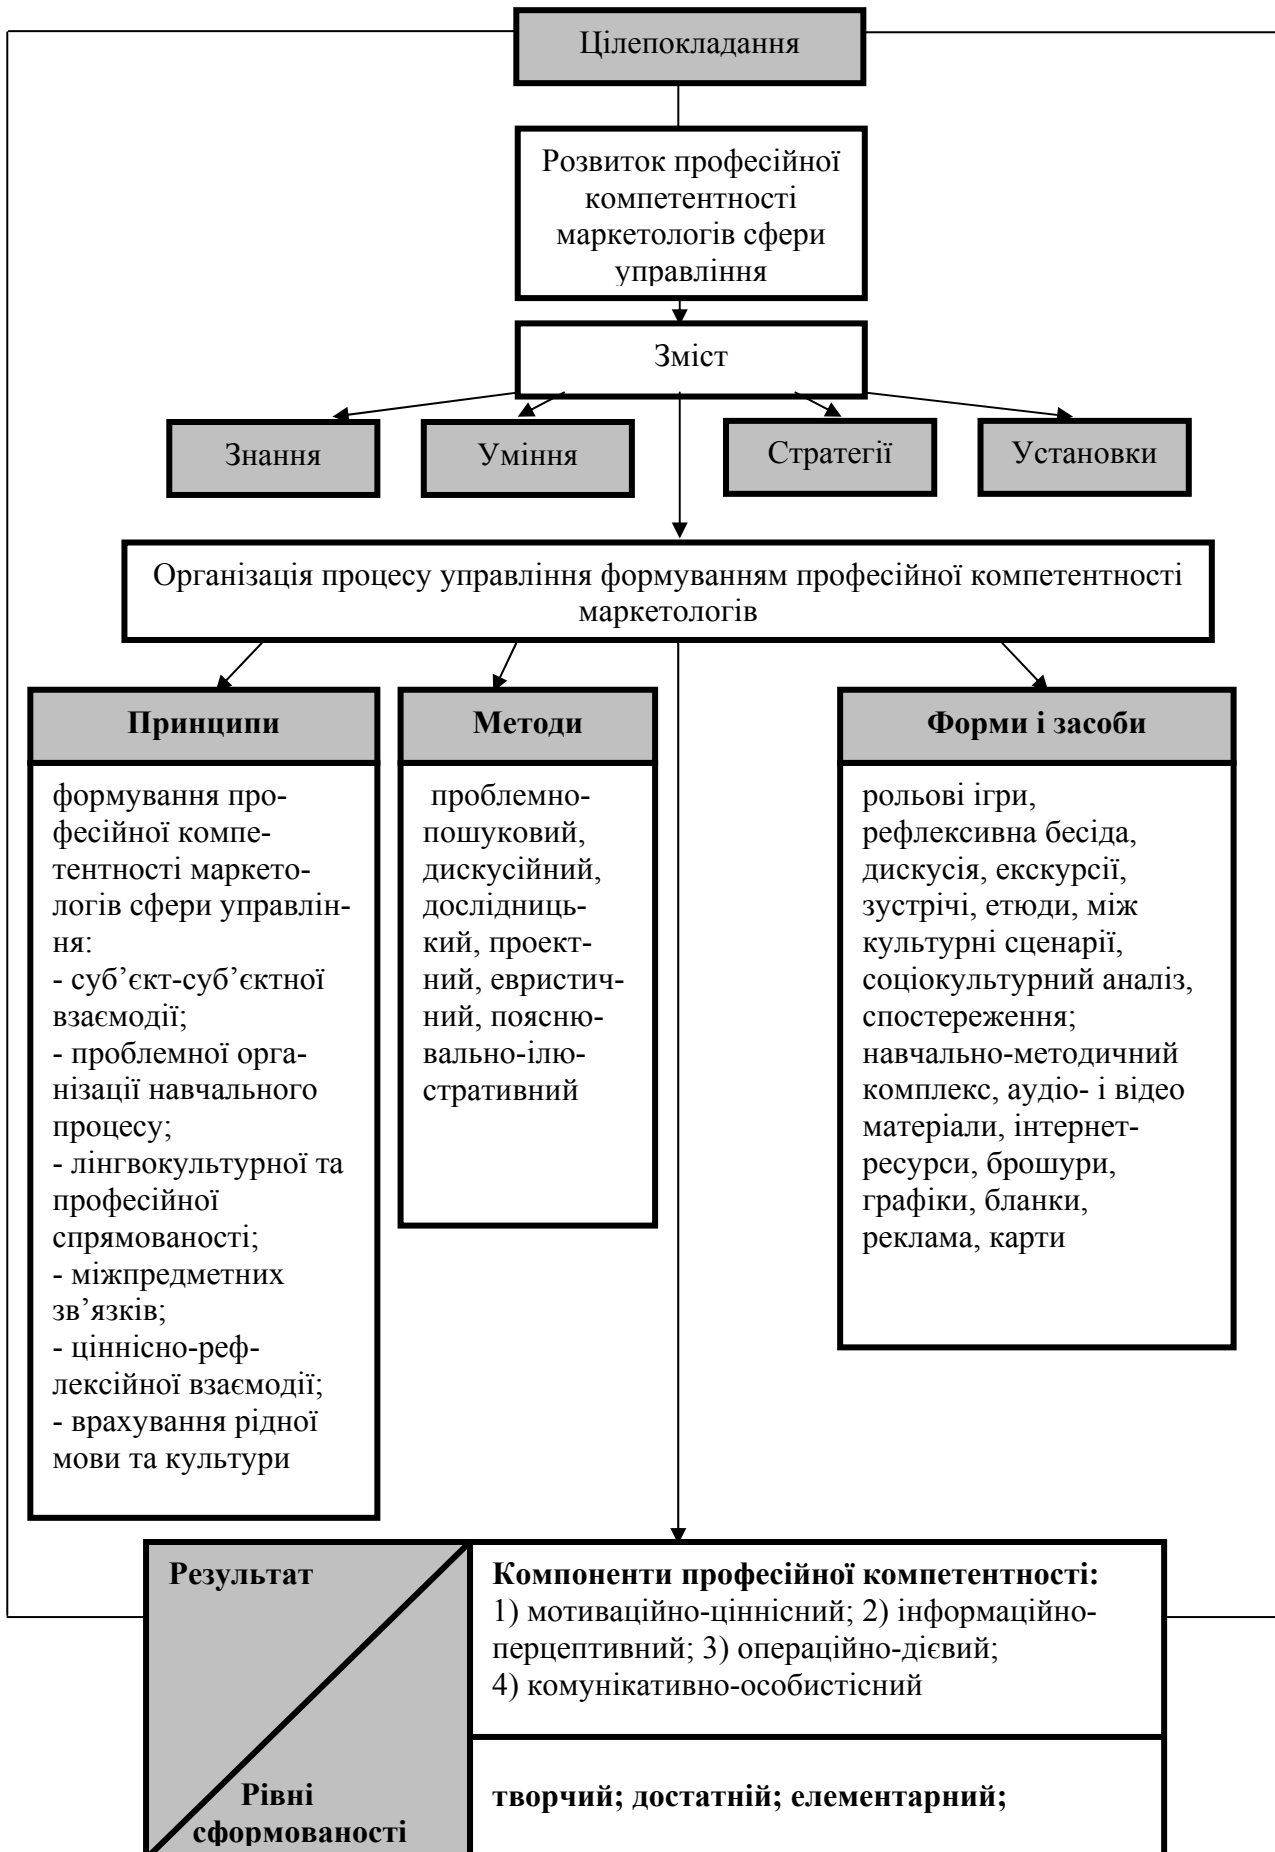 Цілепокладання
Розвиток професійної
компетентності
маркетологів сфери
управління
Зміст
Знання
Уміння
Стратегії
Установки
Організація процесу управління формуванням професійної компетентності
маркетологів
Принципи
формування про-
фесійної компе-
тентності маркето-
логів сфери управлін-
ня:
- суб’єкт-суб’єктної
взаємодії;
- проблемної орга-
нізації навчального
процесу;
- лінгвокультурної та
професійної
спрямованості;
- міжпредметних
зв’язків;
- ціннісно-реф-
лексійної взаємодії;
- врахування рідної
мови та культури
Методи
проблемно-
пошуковий,
дискусійний,
дослідниць-
кий, проект-
ний, евристич-
ний, поясню-
вально-ілю-
стративний
Форми і засоби
рольові ігри,
рефлексивна бесіда,
дискусія, екскурсії,
зустрічі, етюди, між
культурні сценарії,
соціокультурний аналіз,
спостереження;
навчально-методичний
комплекс, аудіо- і відео
матеріали, інтернет-
ресурси, брошури,
графіки, бланки,
реклама, карти
Результат
Компоненти професійної компетентності:
1) мотиваційно-ціннісний; 2) інформаційно-
перцептивний; 3) операційно-дієвий;
4) комунікативно-особистісний
Рівні
сформованості
творчий; достатній; елементарний;